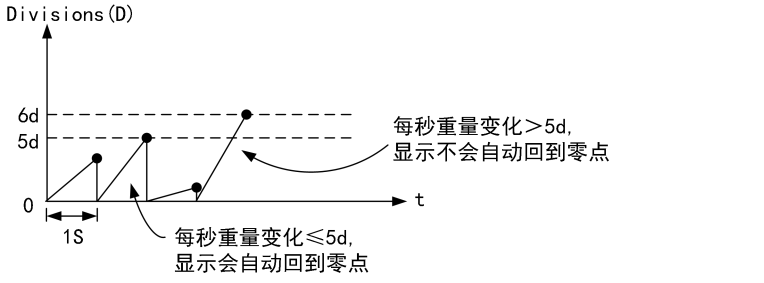 Divisions(D)
6d
5d
每秒重量变化＞5d,
显示不会自动回到零点
0
t
1S
每秒重量变化≤5d,
显示会自动回到零点